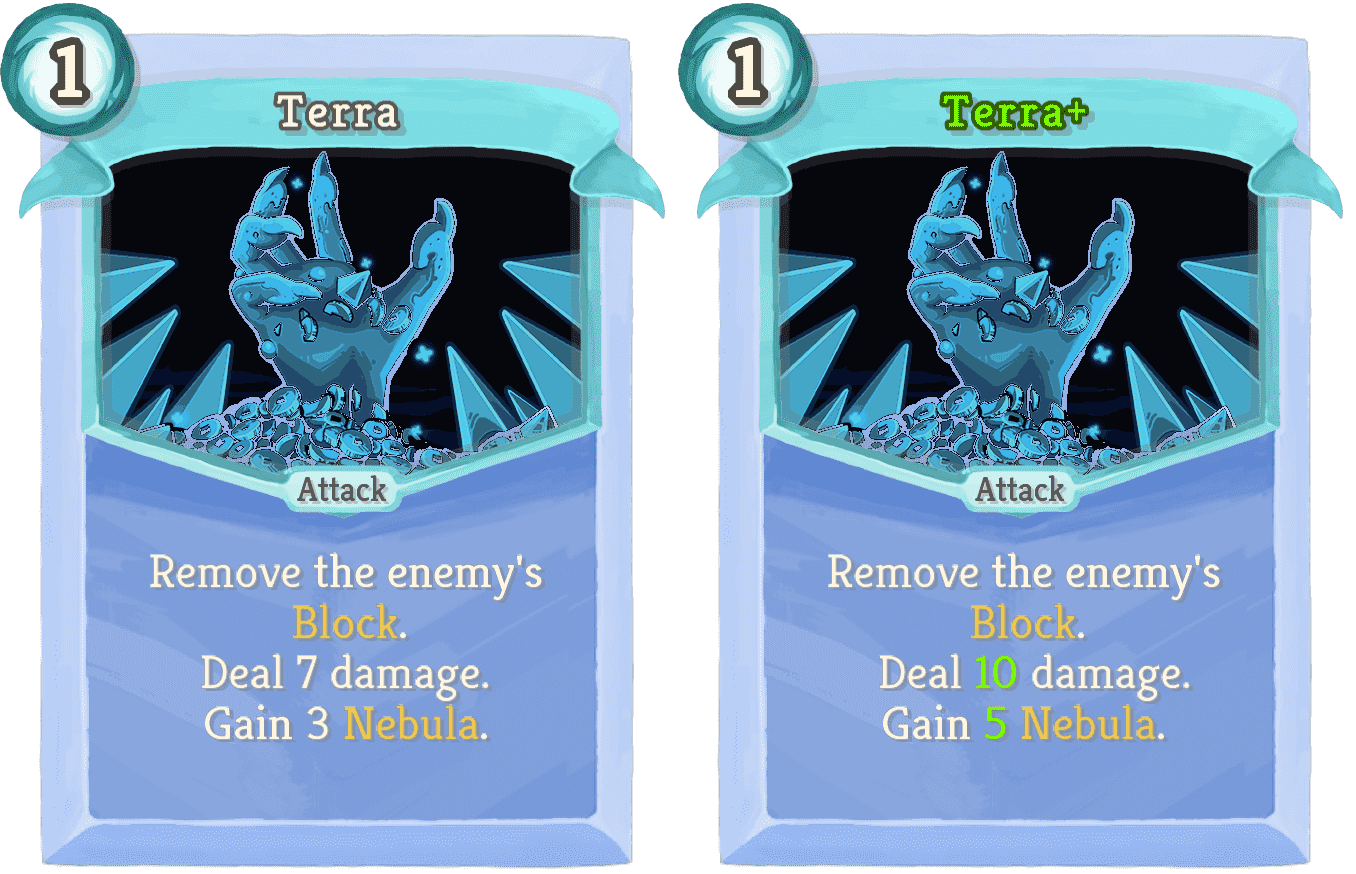 1
Terra
Attack
Remove the enemy's
Block.
Deal 7 damage.
Gain 3 Nebula.
1
Terra+
Attack
Remove the enemy's
Block.
Deal 10 damage.
Gain 5 Nebula.